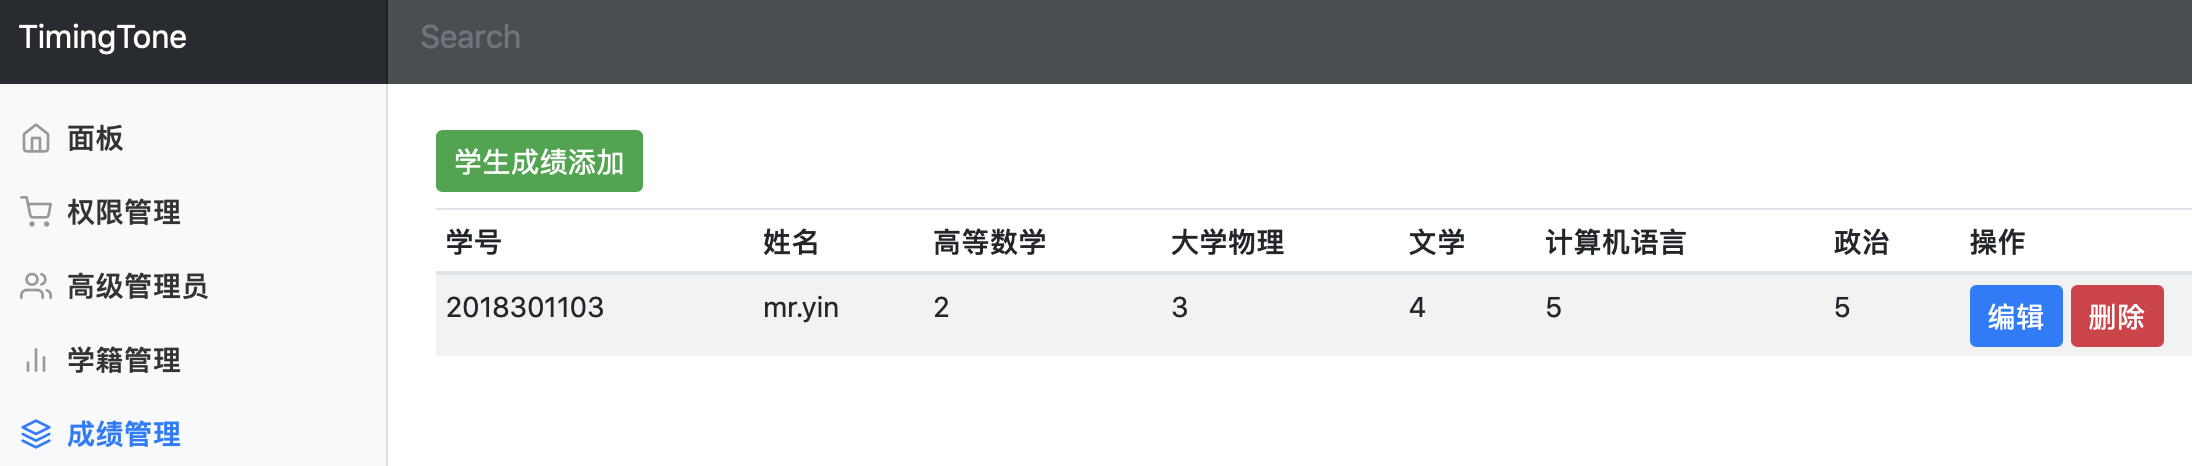 TimingTone
Search
面板
权限管理
高级管理员
学籍管理
成绩管理
学生成绩添加
学号 姓名 高等数学 大学物理 文学 计算机语言 政治 操作
2018301103 mr.yin 2 3 4 5 5 编辑 删除